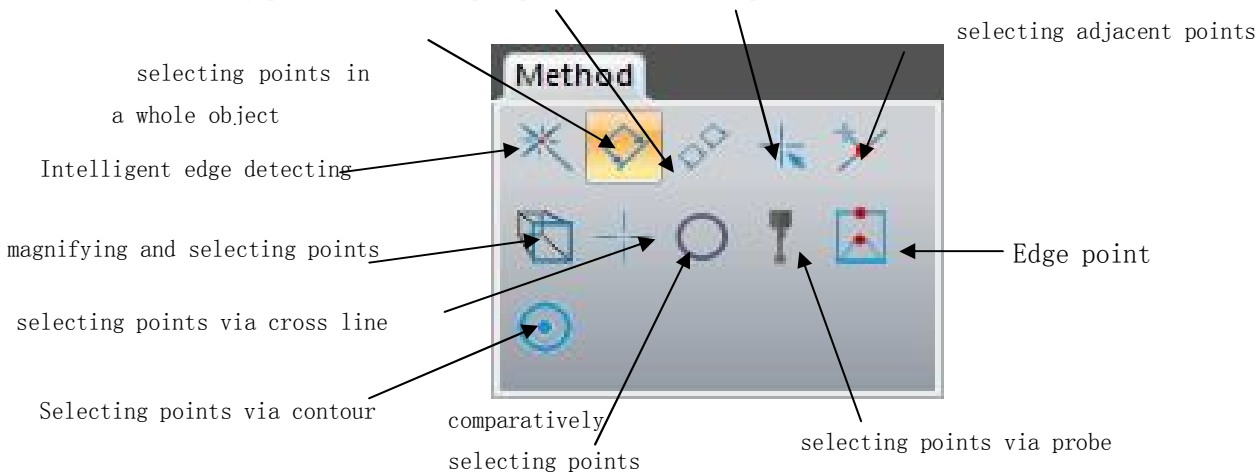 selecting adjacent points
Method
selecting points in
a whole object
Intelligent edge detecting
magnifying and selecting points
Edge point
selecting points via cross line
Selecting points via contour
comparatively
selecting points
selecting points via probe